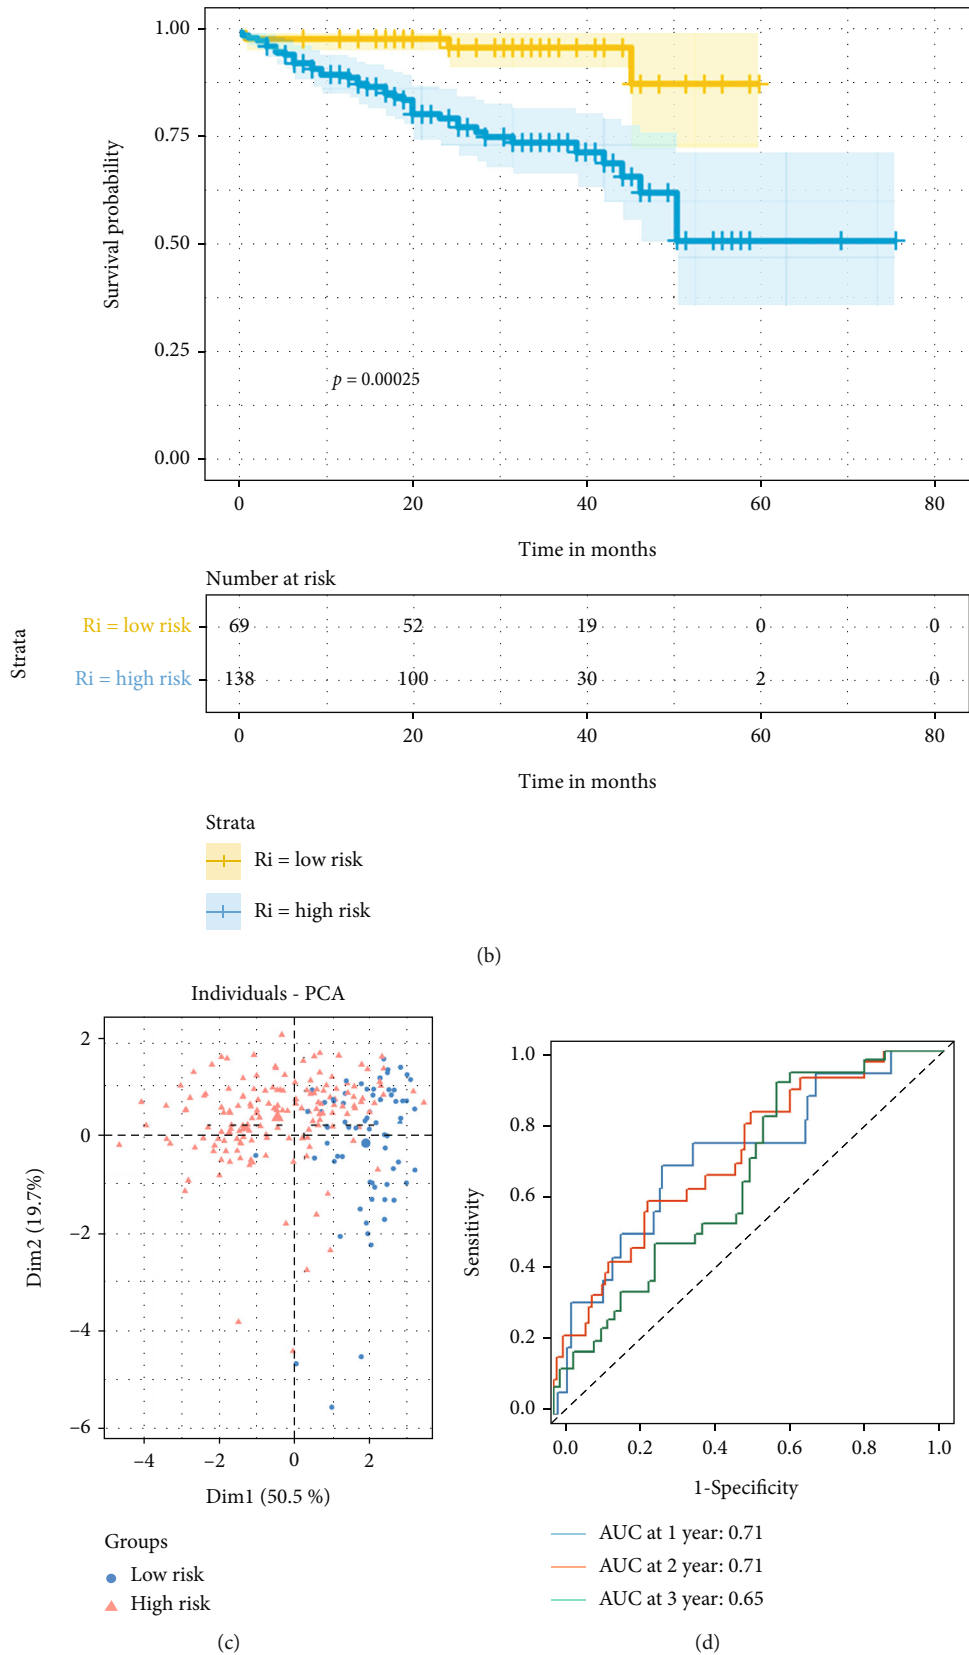 1.00
0.75
0.50
0.25
0.00
Survival probability
p = 0.00025
0 20 40 60 80
Time in months
Number at risk
Strata
Ri = low risk 69 52 19 0 0
Ri = high risk 138 100 30 2 0
0 20 40 60 80
Time in months
Strata
Ri = low risk
Ri = high risk
(b)
Individuals - PCA
2
0
−2
−4
−6
Dim2 (19.7%)
−4 −2 0 2
Dim1 (50.5 %)
Groups
Low risk
High risk
(c)
1.0
0.8
0.6
0.4
0.2
0.0
Sensitivity
0.0 0.2 0.4 0.6 0.8 1.0
1-Specificity
AUC at 1 year: 0.71
AUC at 2 year: 0.71
AUC at 3 year: 0.65
(d)